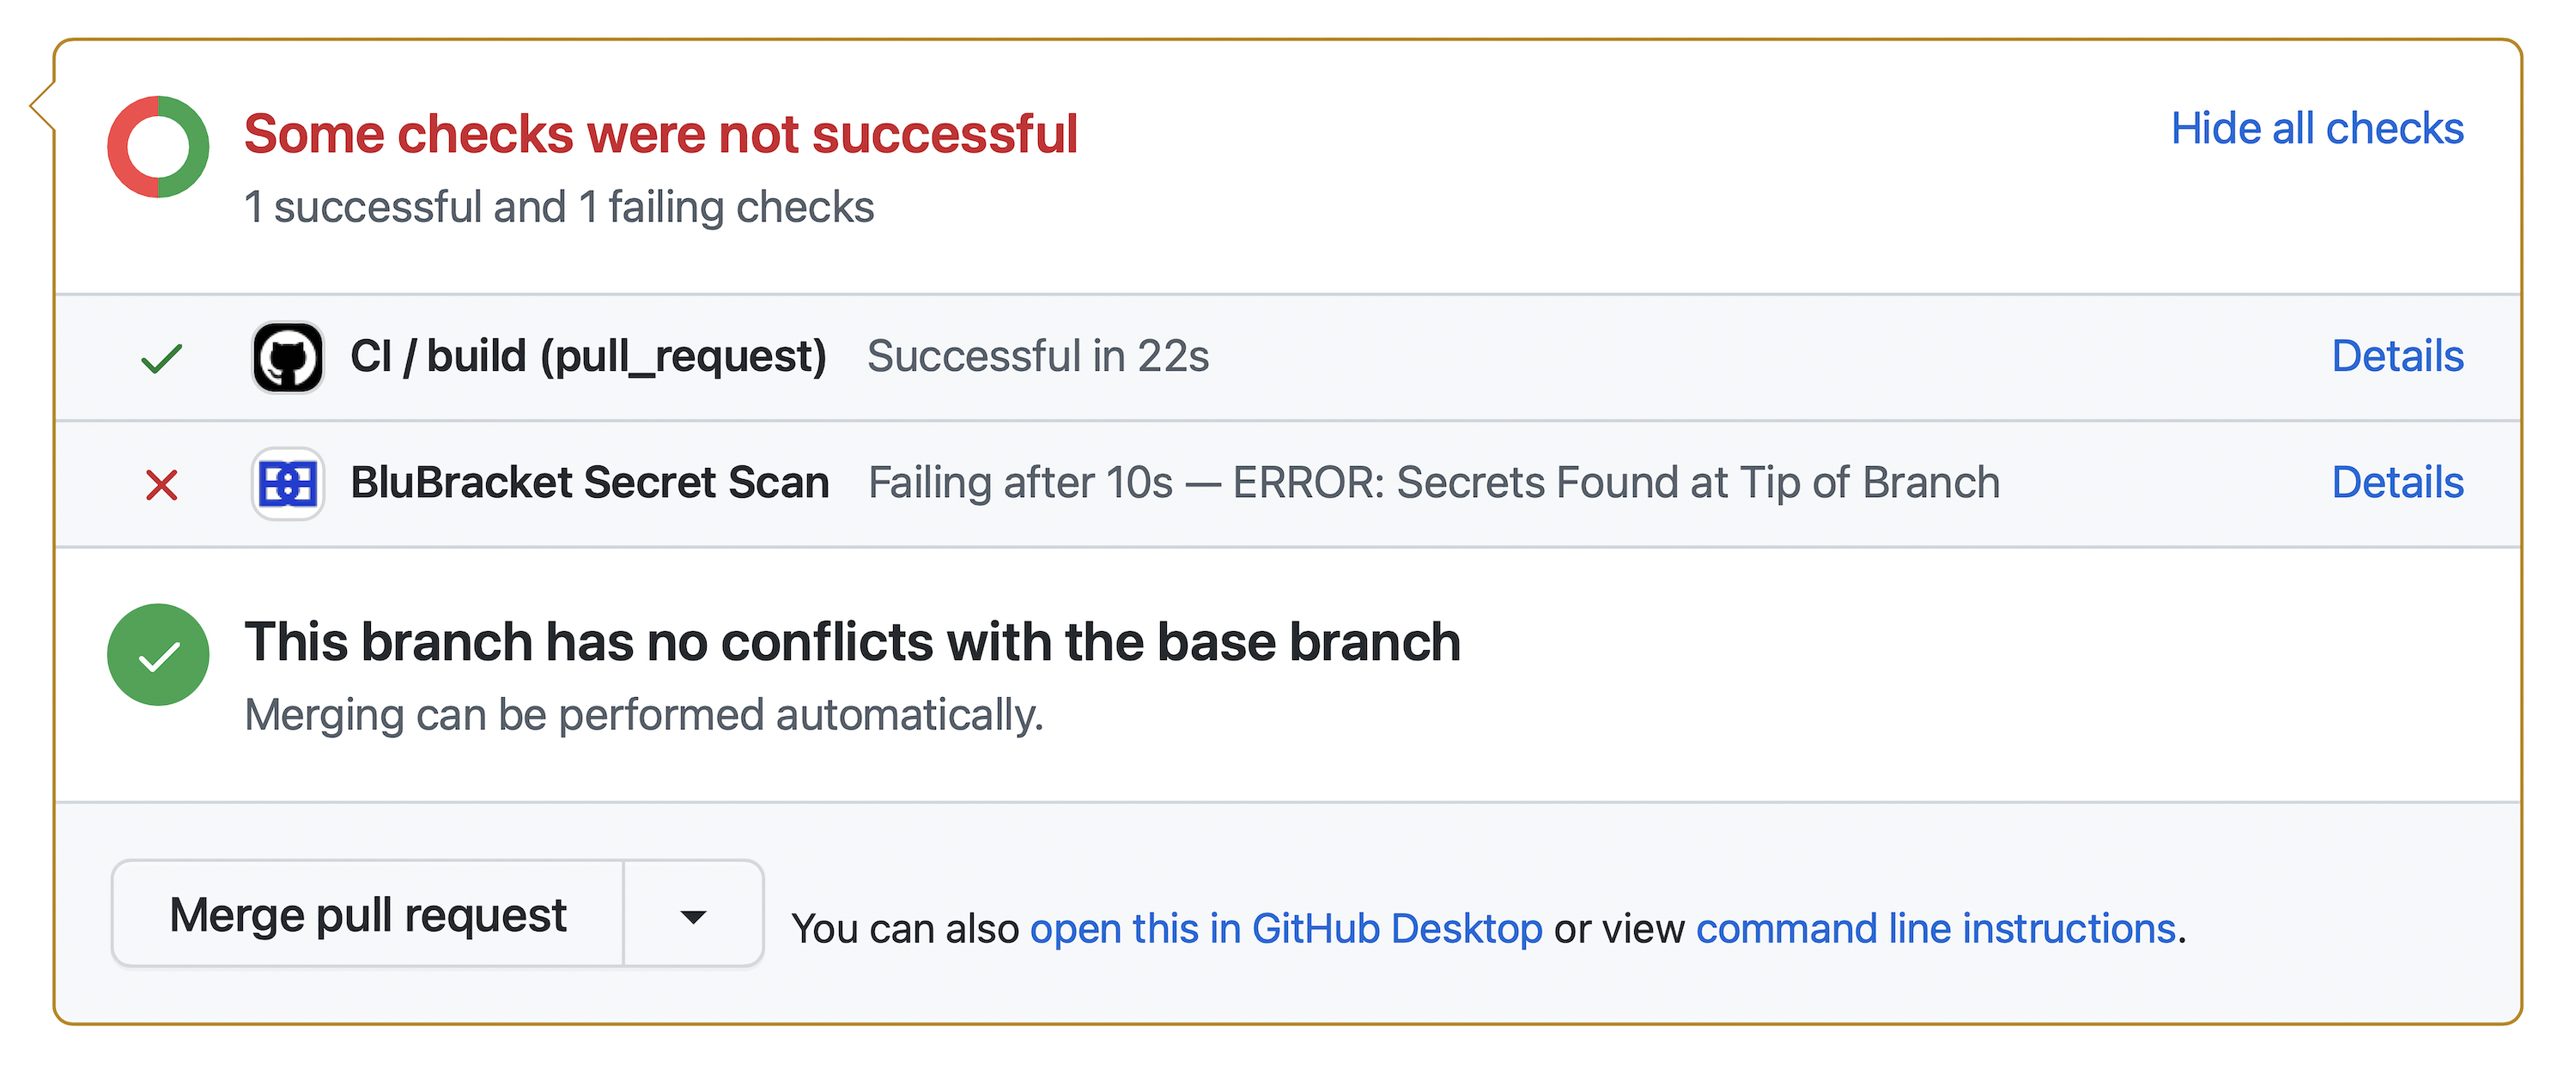 Some checks were not successful
Hide all checks
1 successful and 1 failing checks
CI / build (pull_request) Successful in 22s Details
BluBracket Secret Scan Failing after 10s — ERROR: Secrets Found at Tip of Branch Details
This branch has no conflicts with the base branch
Merging can be performed automatically.
Merge pull request
You can also open this in GitHub Desktop or view command line instructions.